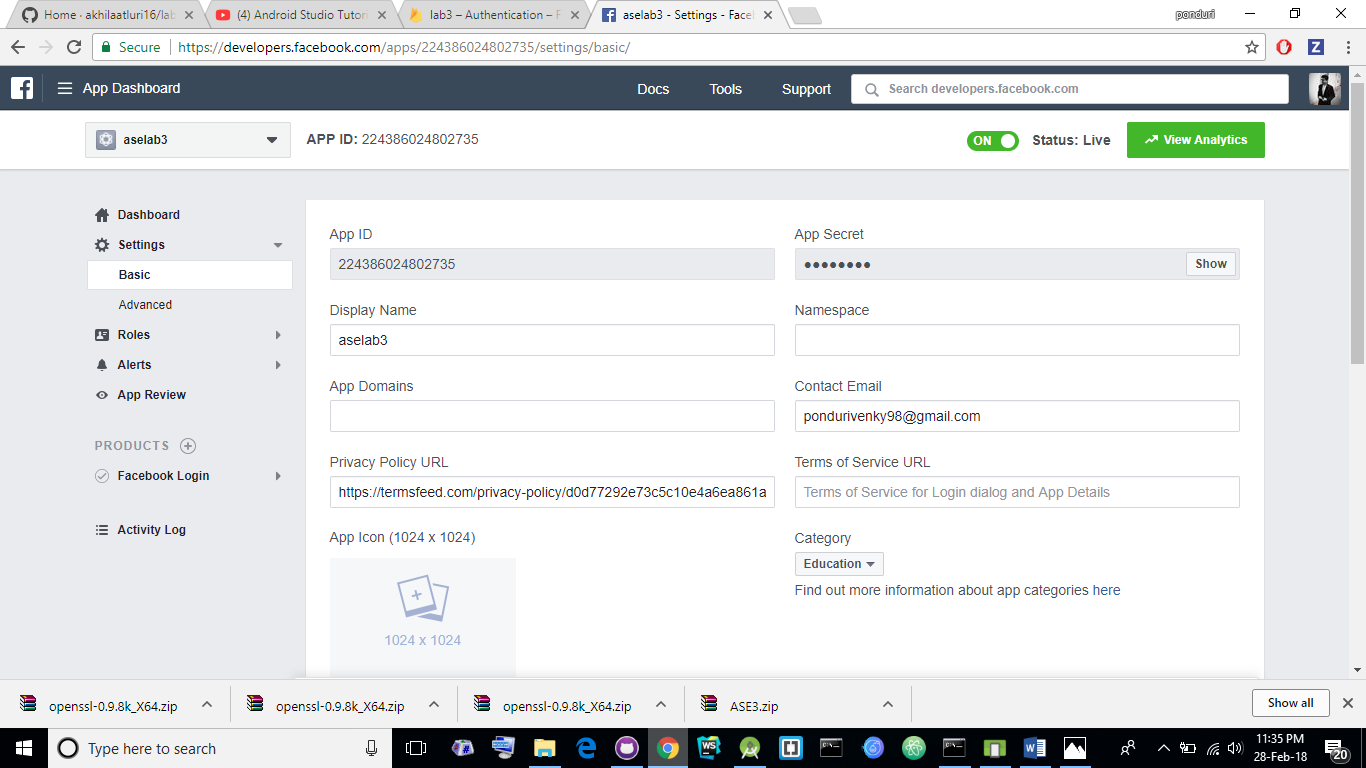 Home · akhilaatluri16/lab
(4) Android Studio Tutori
lab3 – Authentication – F
aselab3 - Settings - Face
ponduri
Secure
https://developers.facebook.com/apps/224386024802735/settings/basic/
App Dashboard
Docs
Tools
Support
Search developers.facebook.com
aselab3
APP ID: 224386024802735
ON
Status: Live
View Analytics
Dashboard
Settings
Basic
Advanced
Roles
Alerts
App Review
PRODUCTS
Facebook Login
Activity Log
App ID
224386024802735
App Secret
●●●●●●●●
Show
Display Name
aselab3
Namespace
App Domains
Contact Email
pondurivenky98@gmail.com
Privacy Policy URL
https://termsfeed.com/privacy-policy/d0d77292e73c5c10e4a6ea861a
Terms of Service URL
Terms of Service for Login dialog and App Details
App Icon (1024 x 1024)
1024 x 1024
Category
Education
Find out more information about app categories here
openssl-0.9.8k_X64.zip
openssl-0.9.8k_X64.zip
openssl-0.9.8k_X64.zip
ASE3.zip
Show all
Type here to search
11:35 PM
28-Feb-18
20